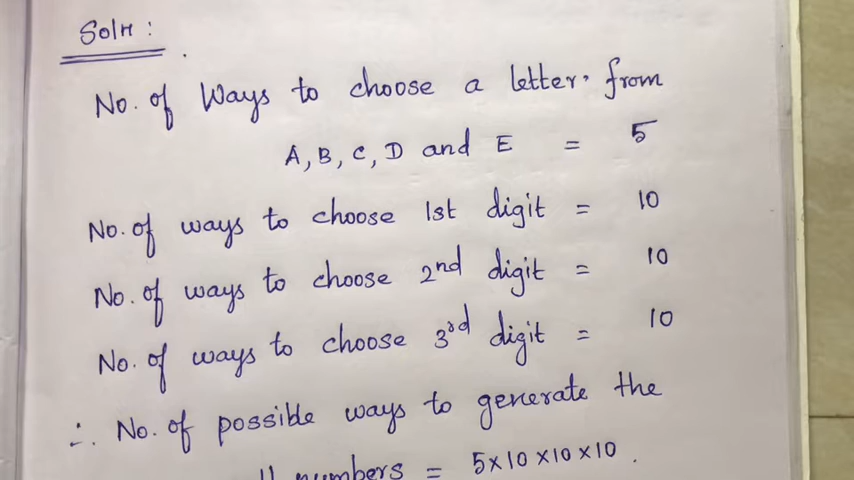 Soln :
No. of Ways to choose a letter from
A, B, C, D and E = 5
No. of ways to choose 1st digit = 10
No. of ways to choose 2nd digit = 10
No. of ways to choose 3rd digit = 10
∴ No. of possible ways to generate the
numbers = 5×10×10×10.